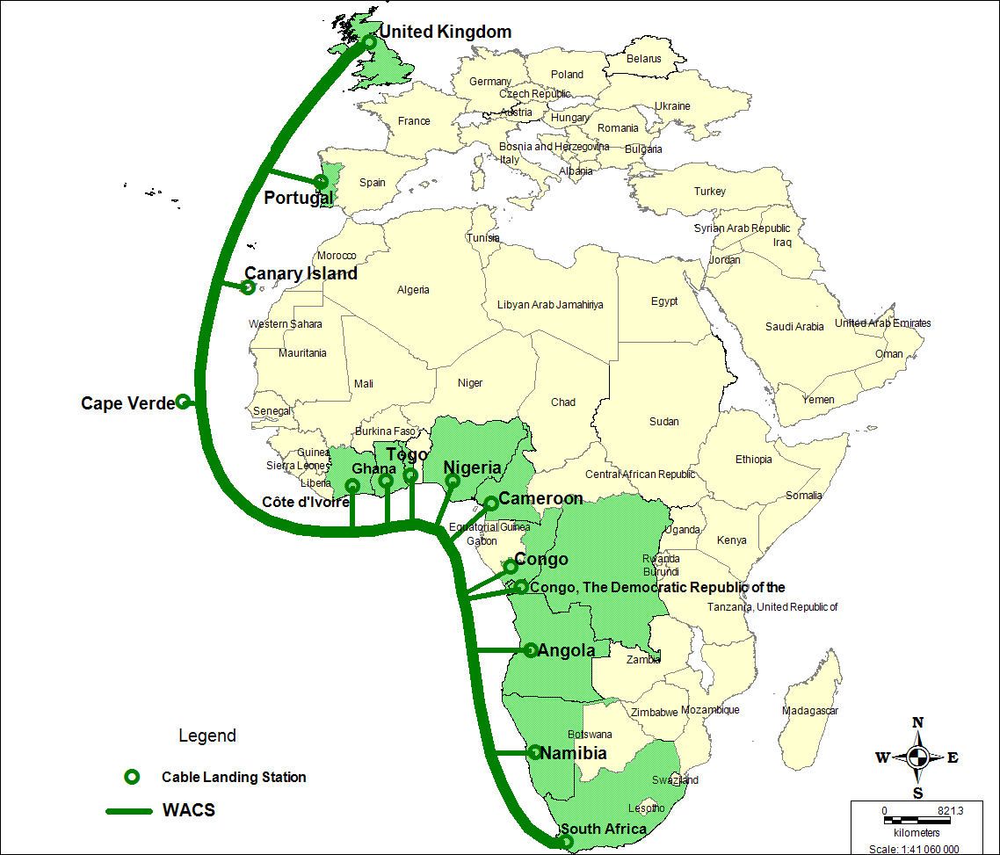 United Kingdom
Belarus
Poland
Germany
Czech Republic
Ukraine
Austria
Hungary
France
Romania
Bosnia and Herzegovina
Bulgaria
Italy
Albania
Spain
Portugal
Turkey
Syrian Arab Republic
Tunisia
Iraq
Morocco
Jordan
Canary Island
Algeria
Egypt
Libyan Arab Jamahiriya
Western Sahara
Saudi Arabia
United Arab Emirates
Mauritania
Oman
Mali
Niger
Yemen
Cape Verde
Chad
Senegal
Sudan
Burkina Faso
Guinea
Togo
Ethiopia
Sierra Leone
Ghana
Nigeria
Central African Republic
Liberia
Somalia
Côte d'Ivoire
Cameroon
Equatorial Guinea
Uganda
Gabon
Kenya
Congo
Rwanda
Burundi
Congo, The Democratic Republic of the
Tanzania, United Republic of
Angola
Zambia
Zimbabwe
Mozambique
Madagascar
Botswana
Namibia
Swaziland
Lesotho
South Africa
Legend
Cable Landing Station
WACS
N
W
E
S
0 821.3
kilometers
Scale: 1:41 060 000